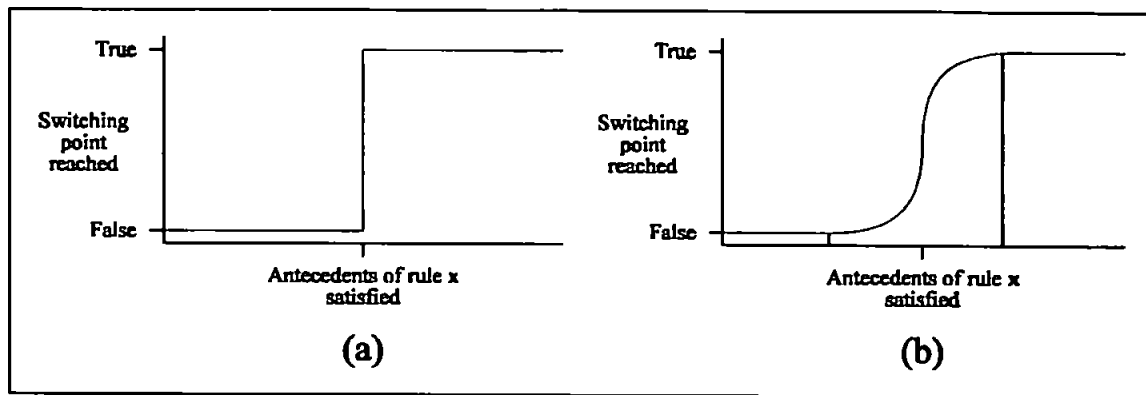 True
Switching
point
reached
False
Antecedents of rule x
satisfied
(a)
True
Switching
point
reached
False
Antecedents of rule x
satisfied
(b)